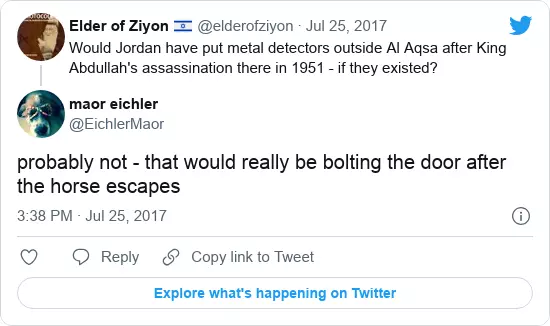 Elder of Ziyon 🇮🇱 @elderofziyon · Jul 25, 2017
Would Jordan have put metal detectors outside Al Aqsa after King
Abdullah's assassination there in 1951 - if they existed?
maor eichler
@EichlerMaor
probably not - that would really be bolting the door after
the horse escapes
3:38 PM · Jul 25, 2017
Reply
Copy link to Tweet
Explore what's happening on Twitter